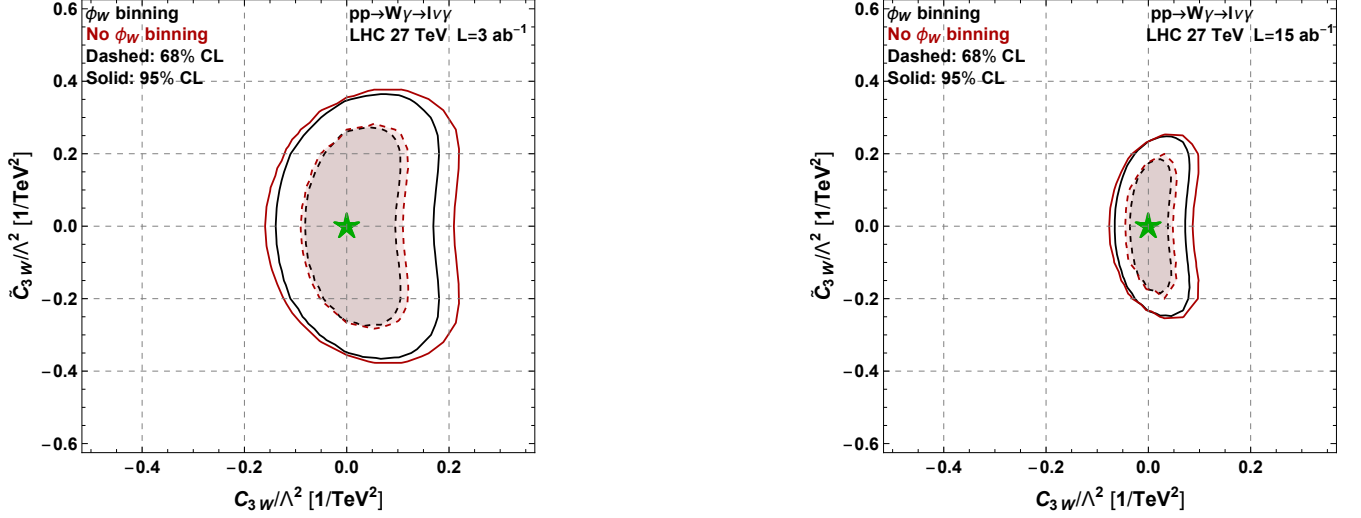 ϕW binning pp→Wγ→lνγ
No ϕW binning LHC 27 TeV L=3 ab−1
Dashed: 68% CL
Solid: 95% CL
0.6
0.4
0.2
0.0
−0.2
−0.4
−0.6
C̃3W/Λ2 [1/TeV2]
−0.4 −0.2 0.0 0.2
C3W/Λ2 [1/TeV2]
ϕW binning pp→Wγ→lνγ
No ϕW binning LHC 27 TeV L=15 ab−1
Dashed: 68% CL
Solid: 95% CL
0.6
0.4
0.2
0.0
−0.2
−0.4
−0.6
C̃3W/Λ2 [1/TeV2]
−0.4 −0.2 0.0 0.2
C3W/Λ2 [1/TeV2]